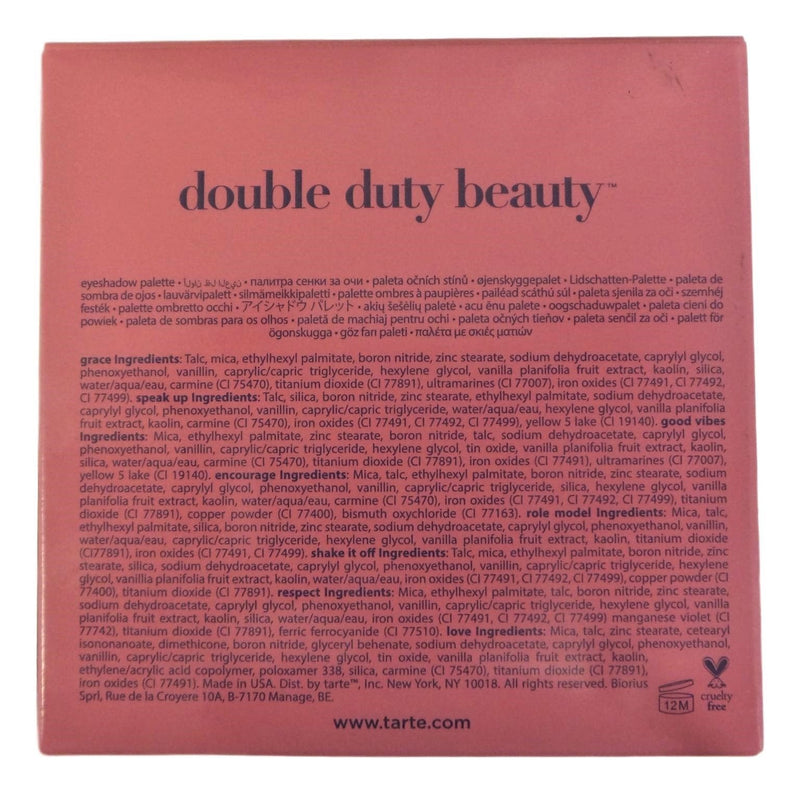 double duty beauty™
eyeshadow palette • ألوان ظل العين • палитра сенки за очи • paleta očních stínů • øjenskyggepalet • Lidschatten-Palette • paleta de
sombra de ojos • lauvärvipalett • silmämeikkipaletti • palette ombres à paupières • pailéad scáthú súl • paleta sjenila za oči • szemhéj
festék • palette ombretto occhi • アイシャドウ パレット • akių šešėlių paletė • acu ēnu palete • oogschaduwpalet • paleta cieni do
powiek • paleta de sombras para os olhos • paletă de machiaj pentru ochi • paleta očných tieňov • paleta senčil za oči • palett för
ögonskugga • göz farı paleti • παλέτα με σκιές ματιών
grace Ingredients: Talc, mica, ethylhexyl palmitate, boron nitride, zinc stearate, sodium dehydroacetate, caprylyl glycol,
phenoxyethanol, vanillin, caprylic/capric triglyceride, hexylene glycol, vanilla planifolia fruit extract, kaolin, silica,
water/aqua/eau, carmine (CI 75470), titanium dioxide (CI 77891), ultramarines (CI 77007), iron oxides (CI 77491, CI 77492,
CI 77499). speak up Ingredients: Talc, silica, boron nitride, zinc stearate, ethylhexyl palmitate, sodium dehydroacetate,
caprylyl glycol, phenoxyethanol, vanillin, caprylic/capric triglyceride, water/aqua/eau, hexylene glycol, vanilla planifolia
fruit extract, kaolin, carmine (CI 75470), iron oxides (CI 77491, CI 77492, CI 77499), yellow 5 lake (CI 19140). good vibes
Ingredients: Mica, ethylhexyl palmitate, zinc stearate, boron nitride, talc, sodium dehydroacetate, caprylyl glycol,
phenoxyethanol, vanillin, caprylic/capric triglyceride, hexylene glycol, tin oxide, vanilla planifolia fruit extract, kaolin,
silica, water/aqua/eau, carmine (CI 75470), titanium dioxide (CI 77891), iron oxides (CI 77491), ultramarines (CI 77007),
yellow 5 lake (CI 19140). encourage Ingredients: Mica, talc, ethylhexyl palmitate, boron nitride, zinc stearate, sodium
dehydroacetate, caprylyl glycol, phenoxyethanol, vanillin, caprylic/capric triglyceride, silica, hexylene glycol, vanilla
planifolia fruit extract, kaolin, water/aqua/eau, carmine (CI 75470), iron oxides (CI 77491, CI 77492, CI 77499), titanium
dioxide (CI 77891), copper powder (CI 77400), bismuth oxychloride (CI 77163). role model Ingredients: Mica, talc,
ethylhexyl palmitate, silica, boron nitride, zinc stearate, sodium dehydroacetate, caprylyl glycol, phenoxyethanol, vanillin,
water/aqua/eau, caprylic/capric triglyceride, hexylene glycol, vanilla planifolia fruit extract, kaolin, titanium dioxide
(CI77891), iron oxides (CI 77491, CI 77499). shake it off Ingredients: Talc, mica, ethylhexyl palmitate, boron nitride, zinc
stearate, silica, sodium dehydroacetate, caprylyl glycol, phenoxyethanol, vanillin, caprylic/capric triglyceride, hexylene
glycol, vanillia planifolia fruit extract, kaolin, water/aqua/eau, iron oxides (CI 77491, CI 77492, CI 77499), copper powder (CI
77400), titanium dioxide (CI 77891). respect Ingredients: Mica, ethylhexyl palmitate, talc, boron nitride, zinc stearate,
sodium dehydroacetate, caprylyl glycol, phenoxyethanol, vanillin, caprylic/capric triglyceride, hexylene glycol, vanilla
planifolia fruit extract, kaolin, silica, water/aqua/eau, iron oxides (CI 77491, CI 77492, CI 77499) manganese violet (CI
77742), titanium dioxide (CI 77891), ferric ferrocyanide (CI 77510). love Ingredients: Mica, talc, zinc stearate, cetearyl
isononanoate, dimethicone, boron nitride, glyceryl behenate, sodium dehydroacetate, caprylyl glycol, phenoxyethanol,
vanillin, caprylic/capric triglyceride, hexylene glycol, tin oxide, vanilla planifolia fruit extract, kaolin,
ethylene/acrylic acid copolymer, poloxamer 338, silica, carmine (CI 75470), titanium dioxide (CI 77891),
iron oxides (CI 77491). Made in USA. Dist. by tarte™, Inc. New York, NY 10018. All rights reserved. Biorius
Sprl, Rue de la Croyere 10A, B-7170 Manage, BE.
12M
cruelty
free
www.tarte.com